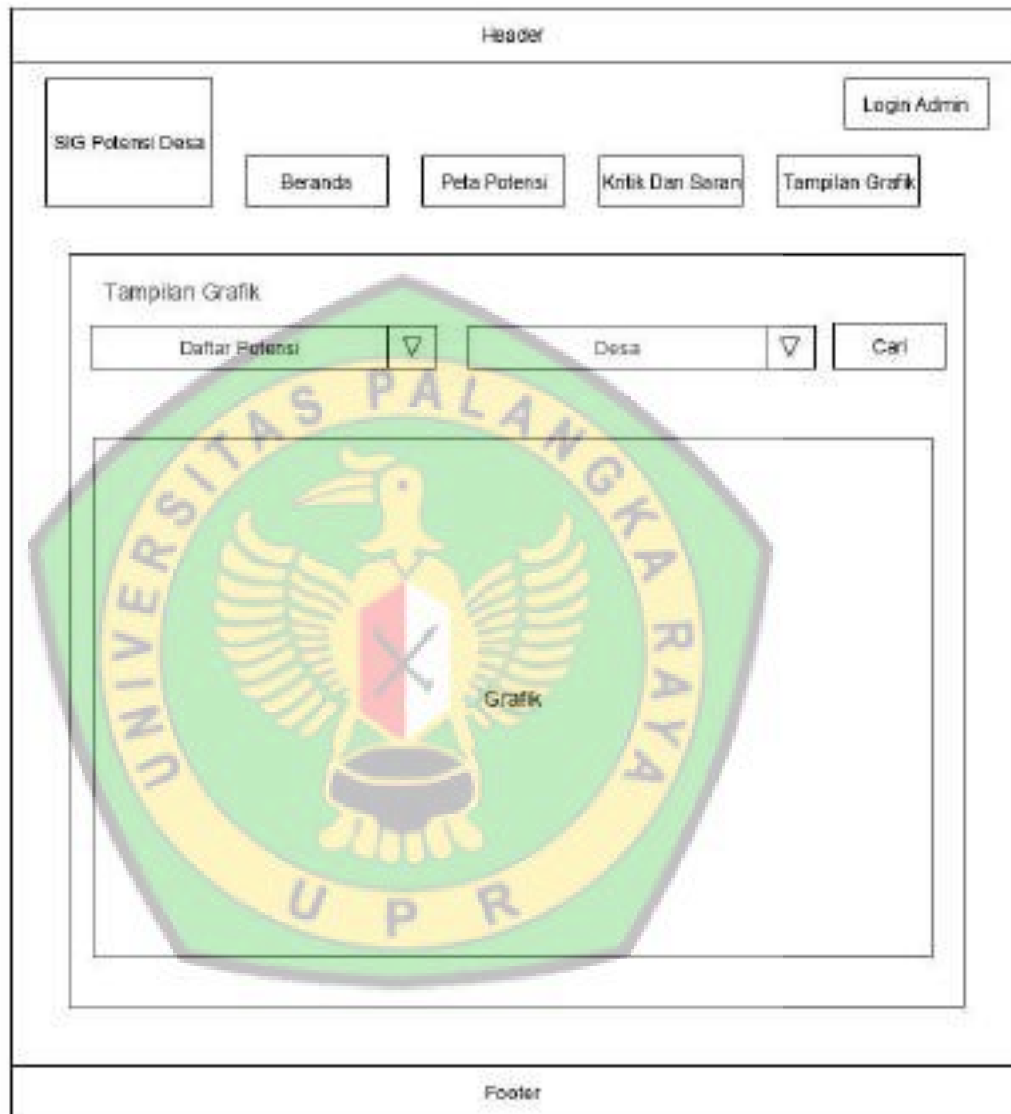 Header
SIG Potensi Desa
Login Admin
Beranda
Peta Potensi
Kritik Dan Saran
Tampilan Grafik
Tampilan Grafik
Daftar Potensi
Desa
Cari
UNIVERSITAS PALANGKA RAYA
Grafik
UPR
Footer